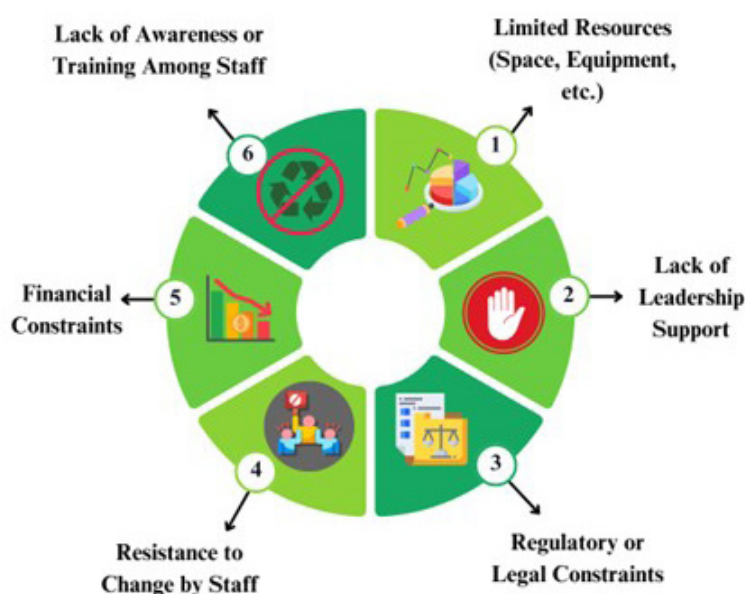 Limited Resources
(Space, Equipment,
etc.)
1
Lack of
Leadership
Support
2
Regulatory or
Legal Constraints
3
Resistance to
Change by Staff
4
Financial
Constraints
5
Lack of Awareness or
Training Among Staff
6